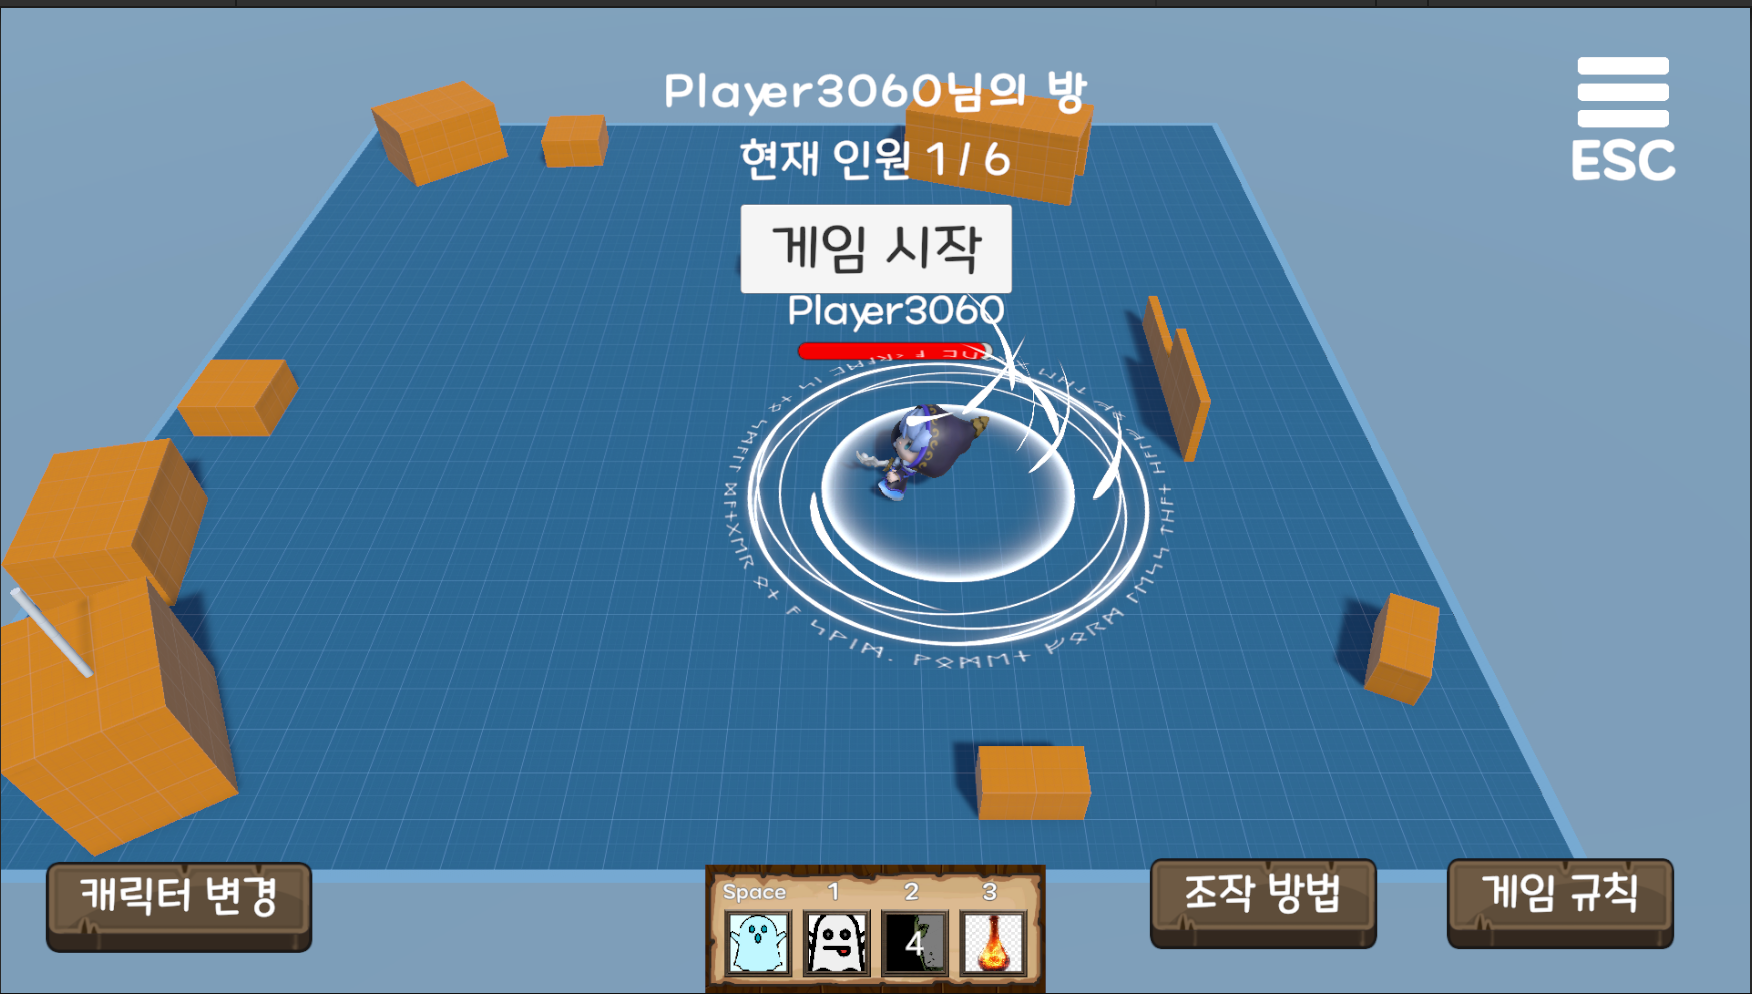 Player3060님의 방
현재 인원 1 / 6
ESC
게임 시작
Player3060
캐릭터 변경
Space 1 2 3
4
조작 방법
게임 규칙